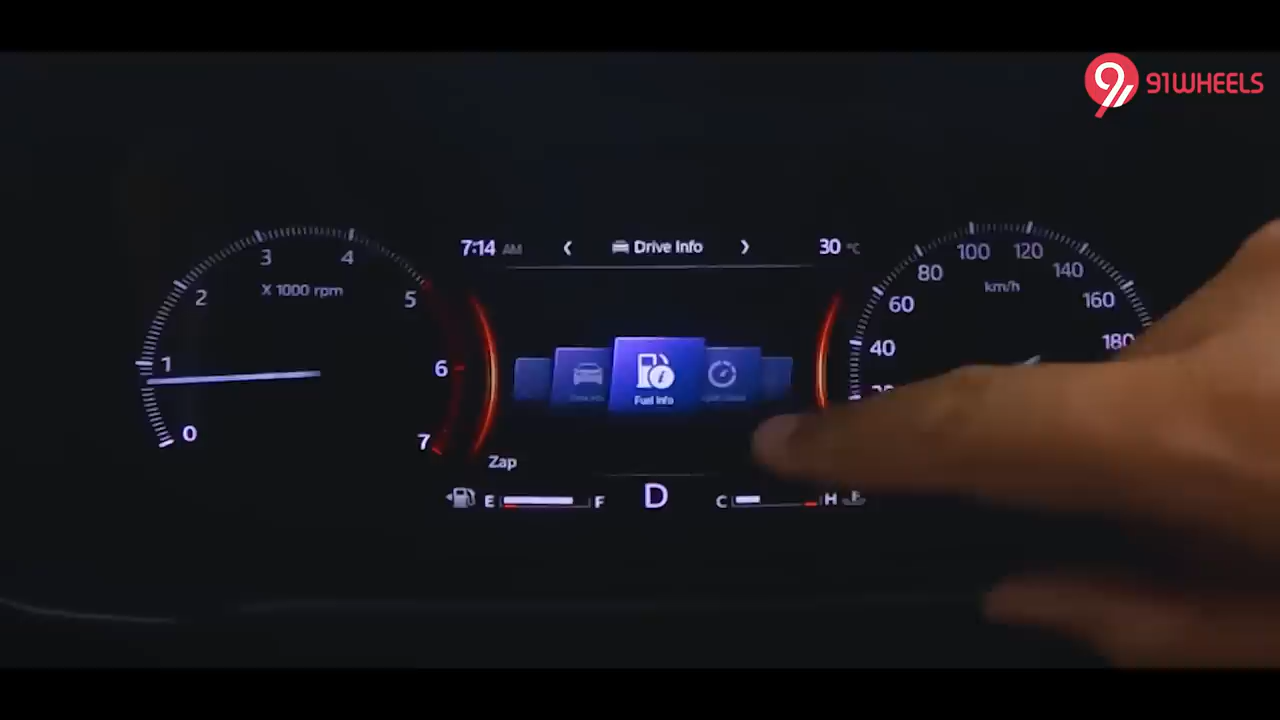 91WHEELS
7:14 AM
Drive Info
30 °C
0
1
2
3
4
5
6
7
X 1000 rpm
Fuel Info
Zap
E
F
D
C
H
40
60
80
100
120
140
160
180
km/h